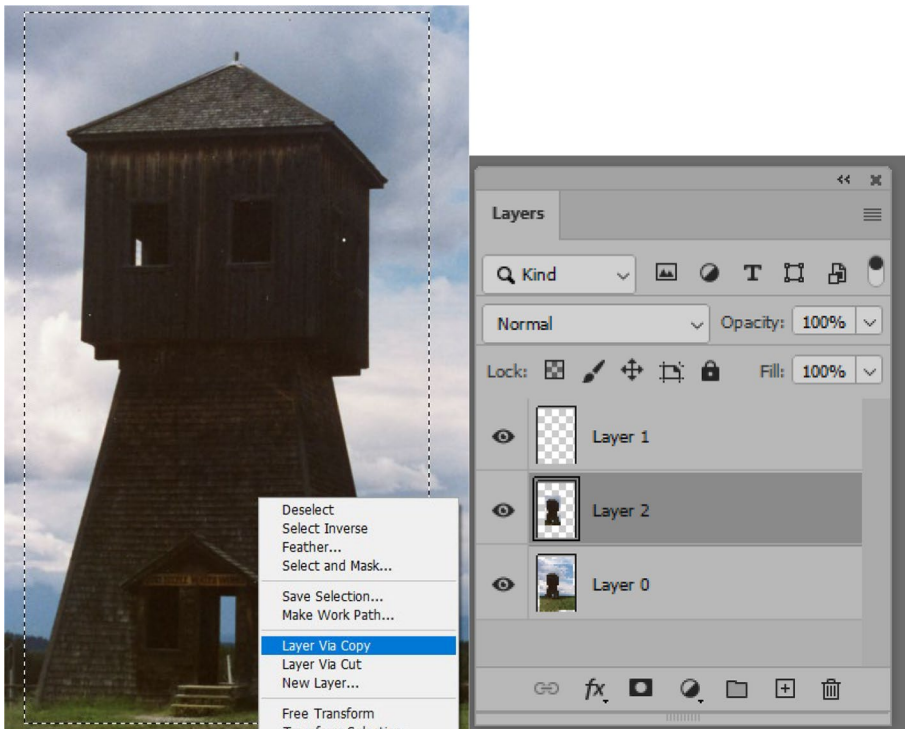 Deselect
Select Inverse
Feather...
Select and Mask...
Save Selection...
Make Work Path...
Layer Via Copy
Layer Via Cut
New Layer...
Free Transform
Layers
Kind
Normal Opacity: 100%
Lock: Fill: 100%
Layer 1
Layer 2
Layer 0
fx